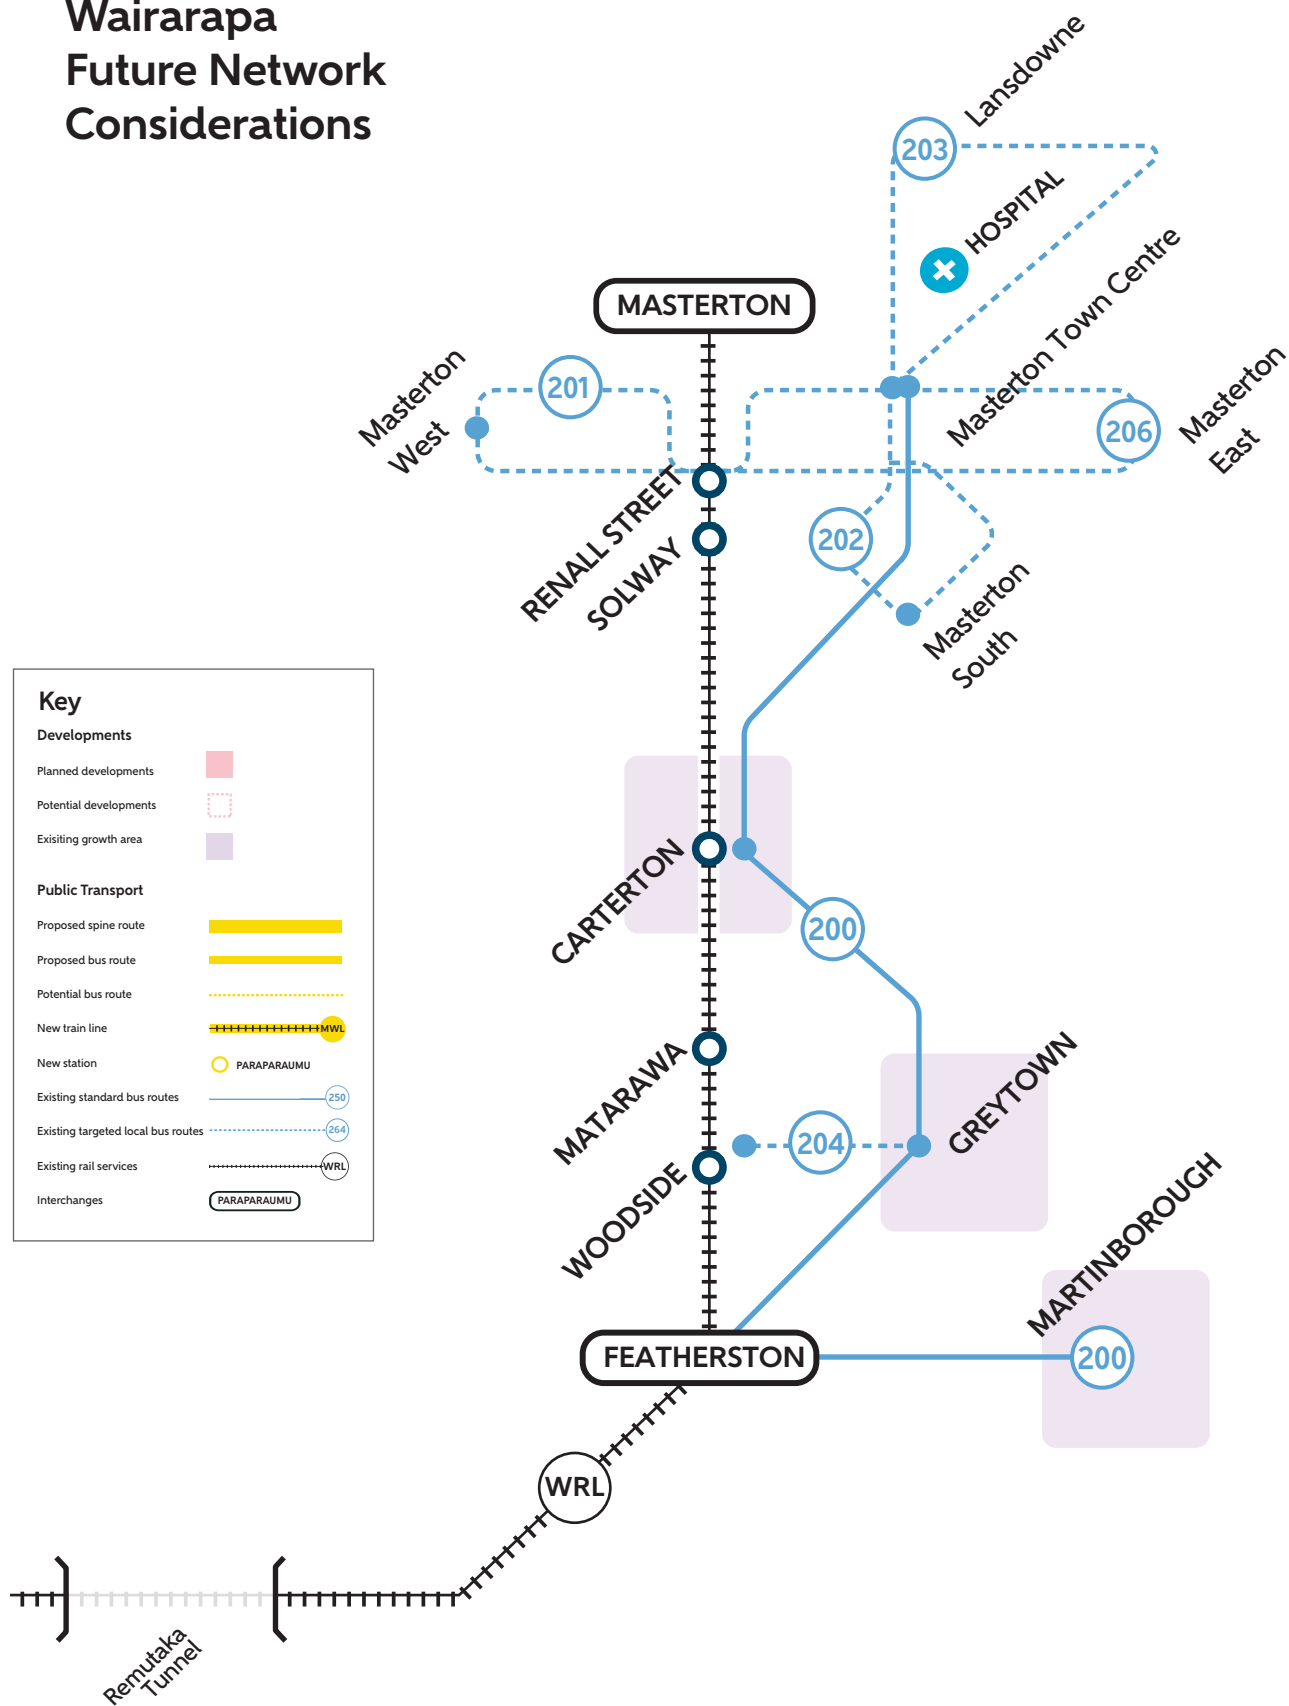 Wairarapa
Future Network
Considerations
Lansdowne
203
HOSPITAL
MASTERTON
Masterton Town Centre
Masterton
West
201
206
Masterton
East
RENALL STREET
SOLWAY
202
Masterton
South
Key
Developments
Planned developments
Potential developments
Exisiting growth area
Public Transport
Proposed spine route
Proposed bus route
Potential bus route
New train line
MWL
New station
PARAPARAUMU
Existing standard bus routes
250
Existing targeted local bus routes
264
Existing rail services
WRL
Interchanges
PARAPARAUMU
CARTERTON
200
MATARAWA
GREYTOWN
204
WOODSIDE
MARTINBOROUGH
FEATHERSTON
200
WRL
Remutaka
Tunnel